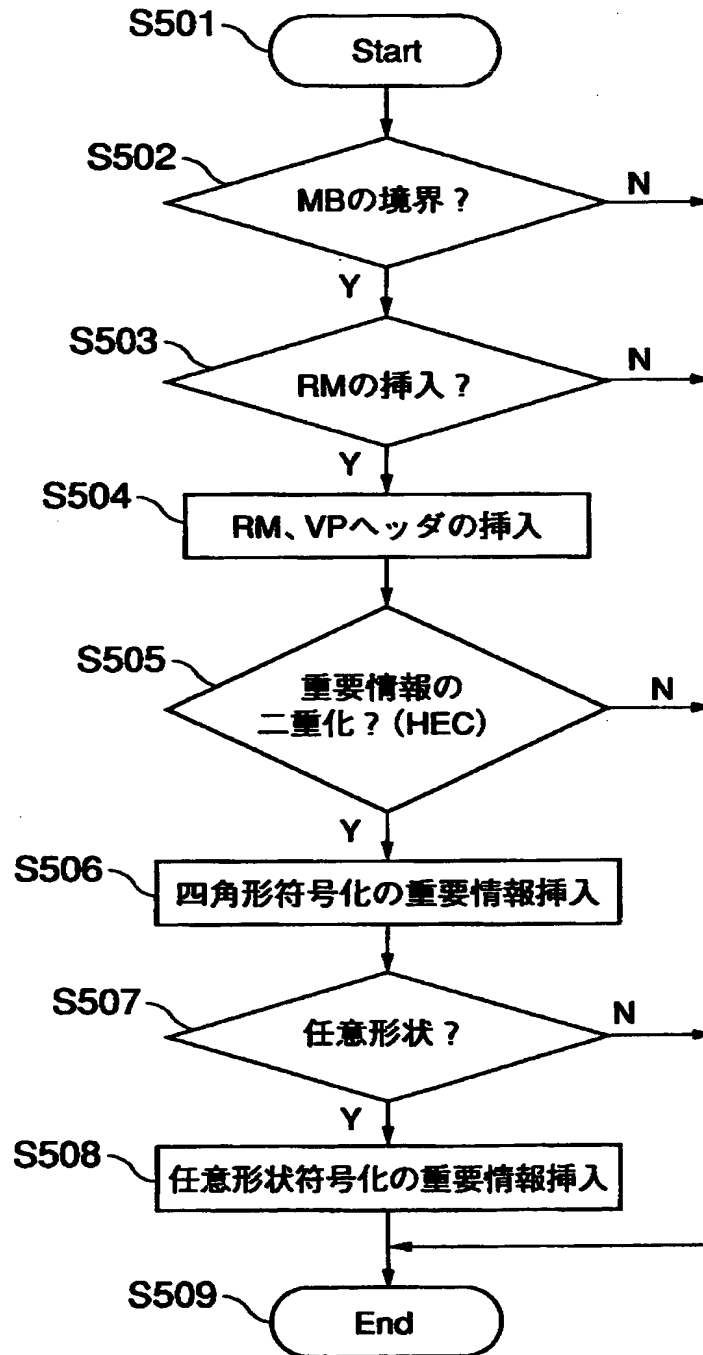 S501
Start
S502
MBの境界？
N
Y
S503
RMの挿入？
N
Y
S504
RM、VPヘッダの挿入
S505
重要情報の
二重化？(HEC)
N
Y
S506
四角形符号化の重要情報挿入
S507
任意形状？
N
Y
S508
任意形状符号化の重要情報挿入
S509
End